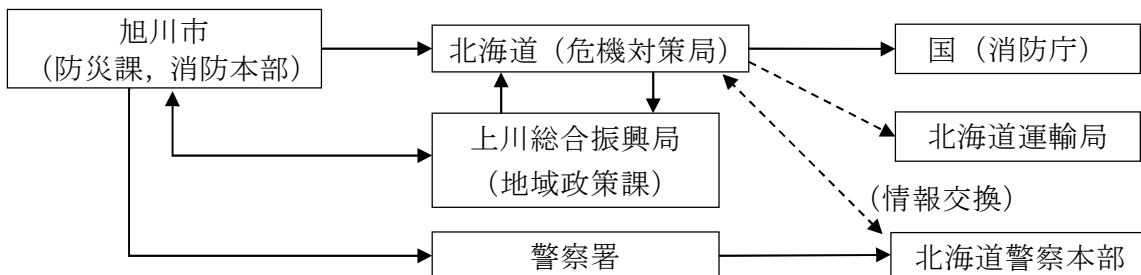 旭川市
（防災課，消防本部）
北海道（危機対策局）
国（消防庁）
上川総合振興局
（地域政策課）
北海道運輸局
（情報交換）
警察署
北海道警察本部